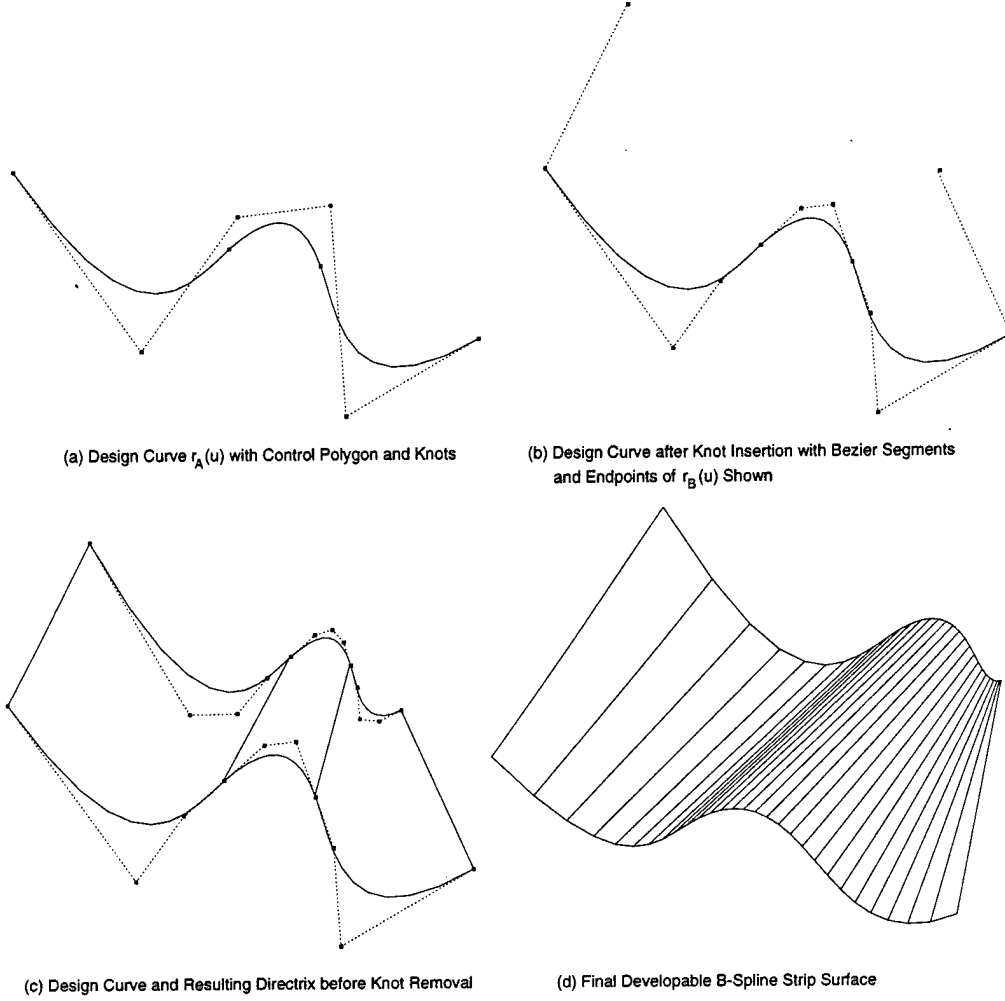 (a) Design Curve r_A(u) with Control Polygon and Knots
(b) Design Curve after Knot Insertion with Bezier Segments
and Endpoints of r_B(u) Shown
(c) Design Curve and Resulting Directrix before Knot Removal
(d) Final Developable B-Spline Strip Surface